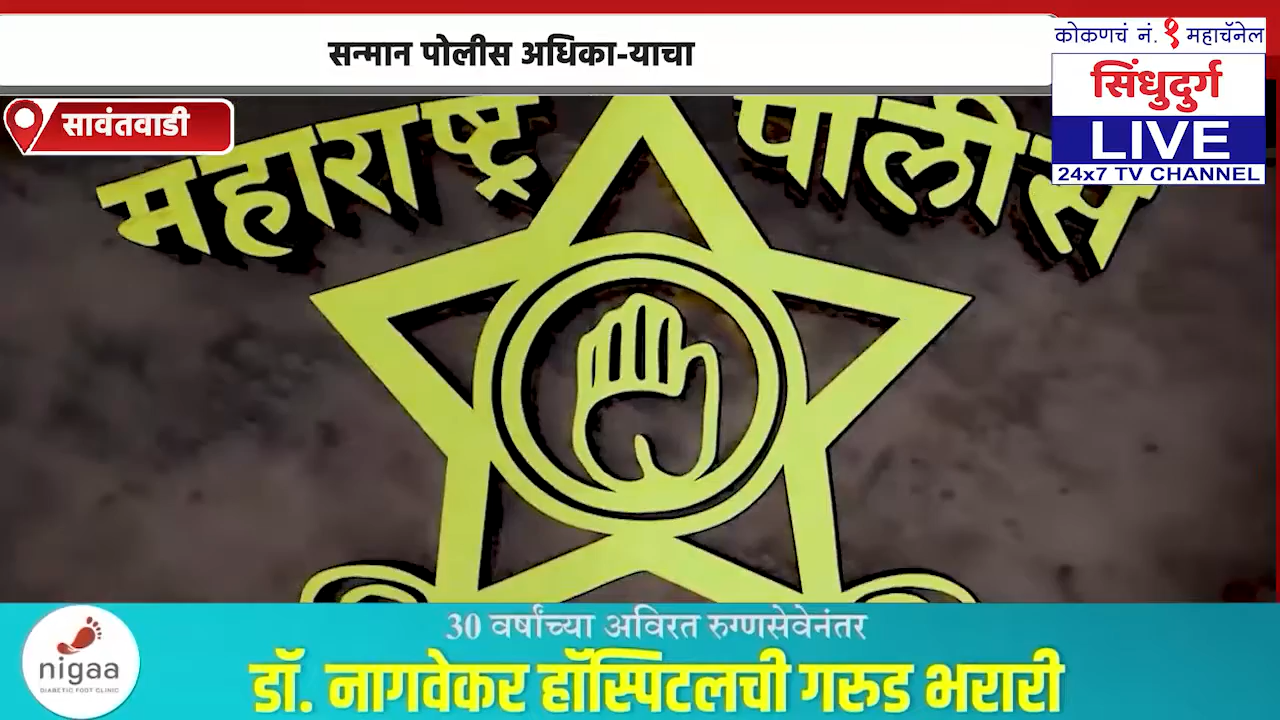 सन्मान पोलीस अधिका-याचा
कोकणचं नं.१ महाचॅनेल
सिंधुदुर्ग
LIVE
24x7 TV CHANNEL
सावंतवाडी
महाराष्ट्र पोलीस
30 वर्षांच्या अविरत रुग्णसेवेनंतर
डॉ. नागवेकर हॉस्पिटलची गरुड भरारी
nigaa
DIABETIC FOOT CLINIC